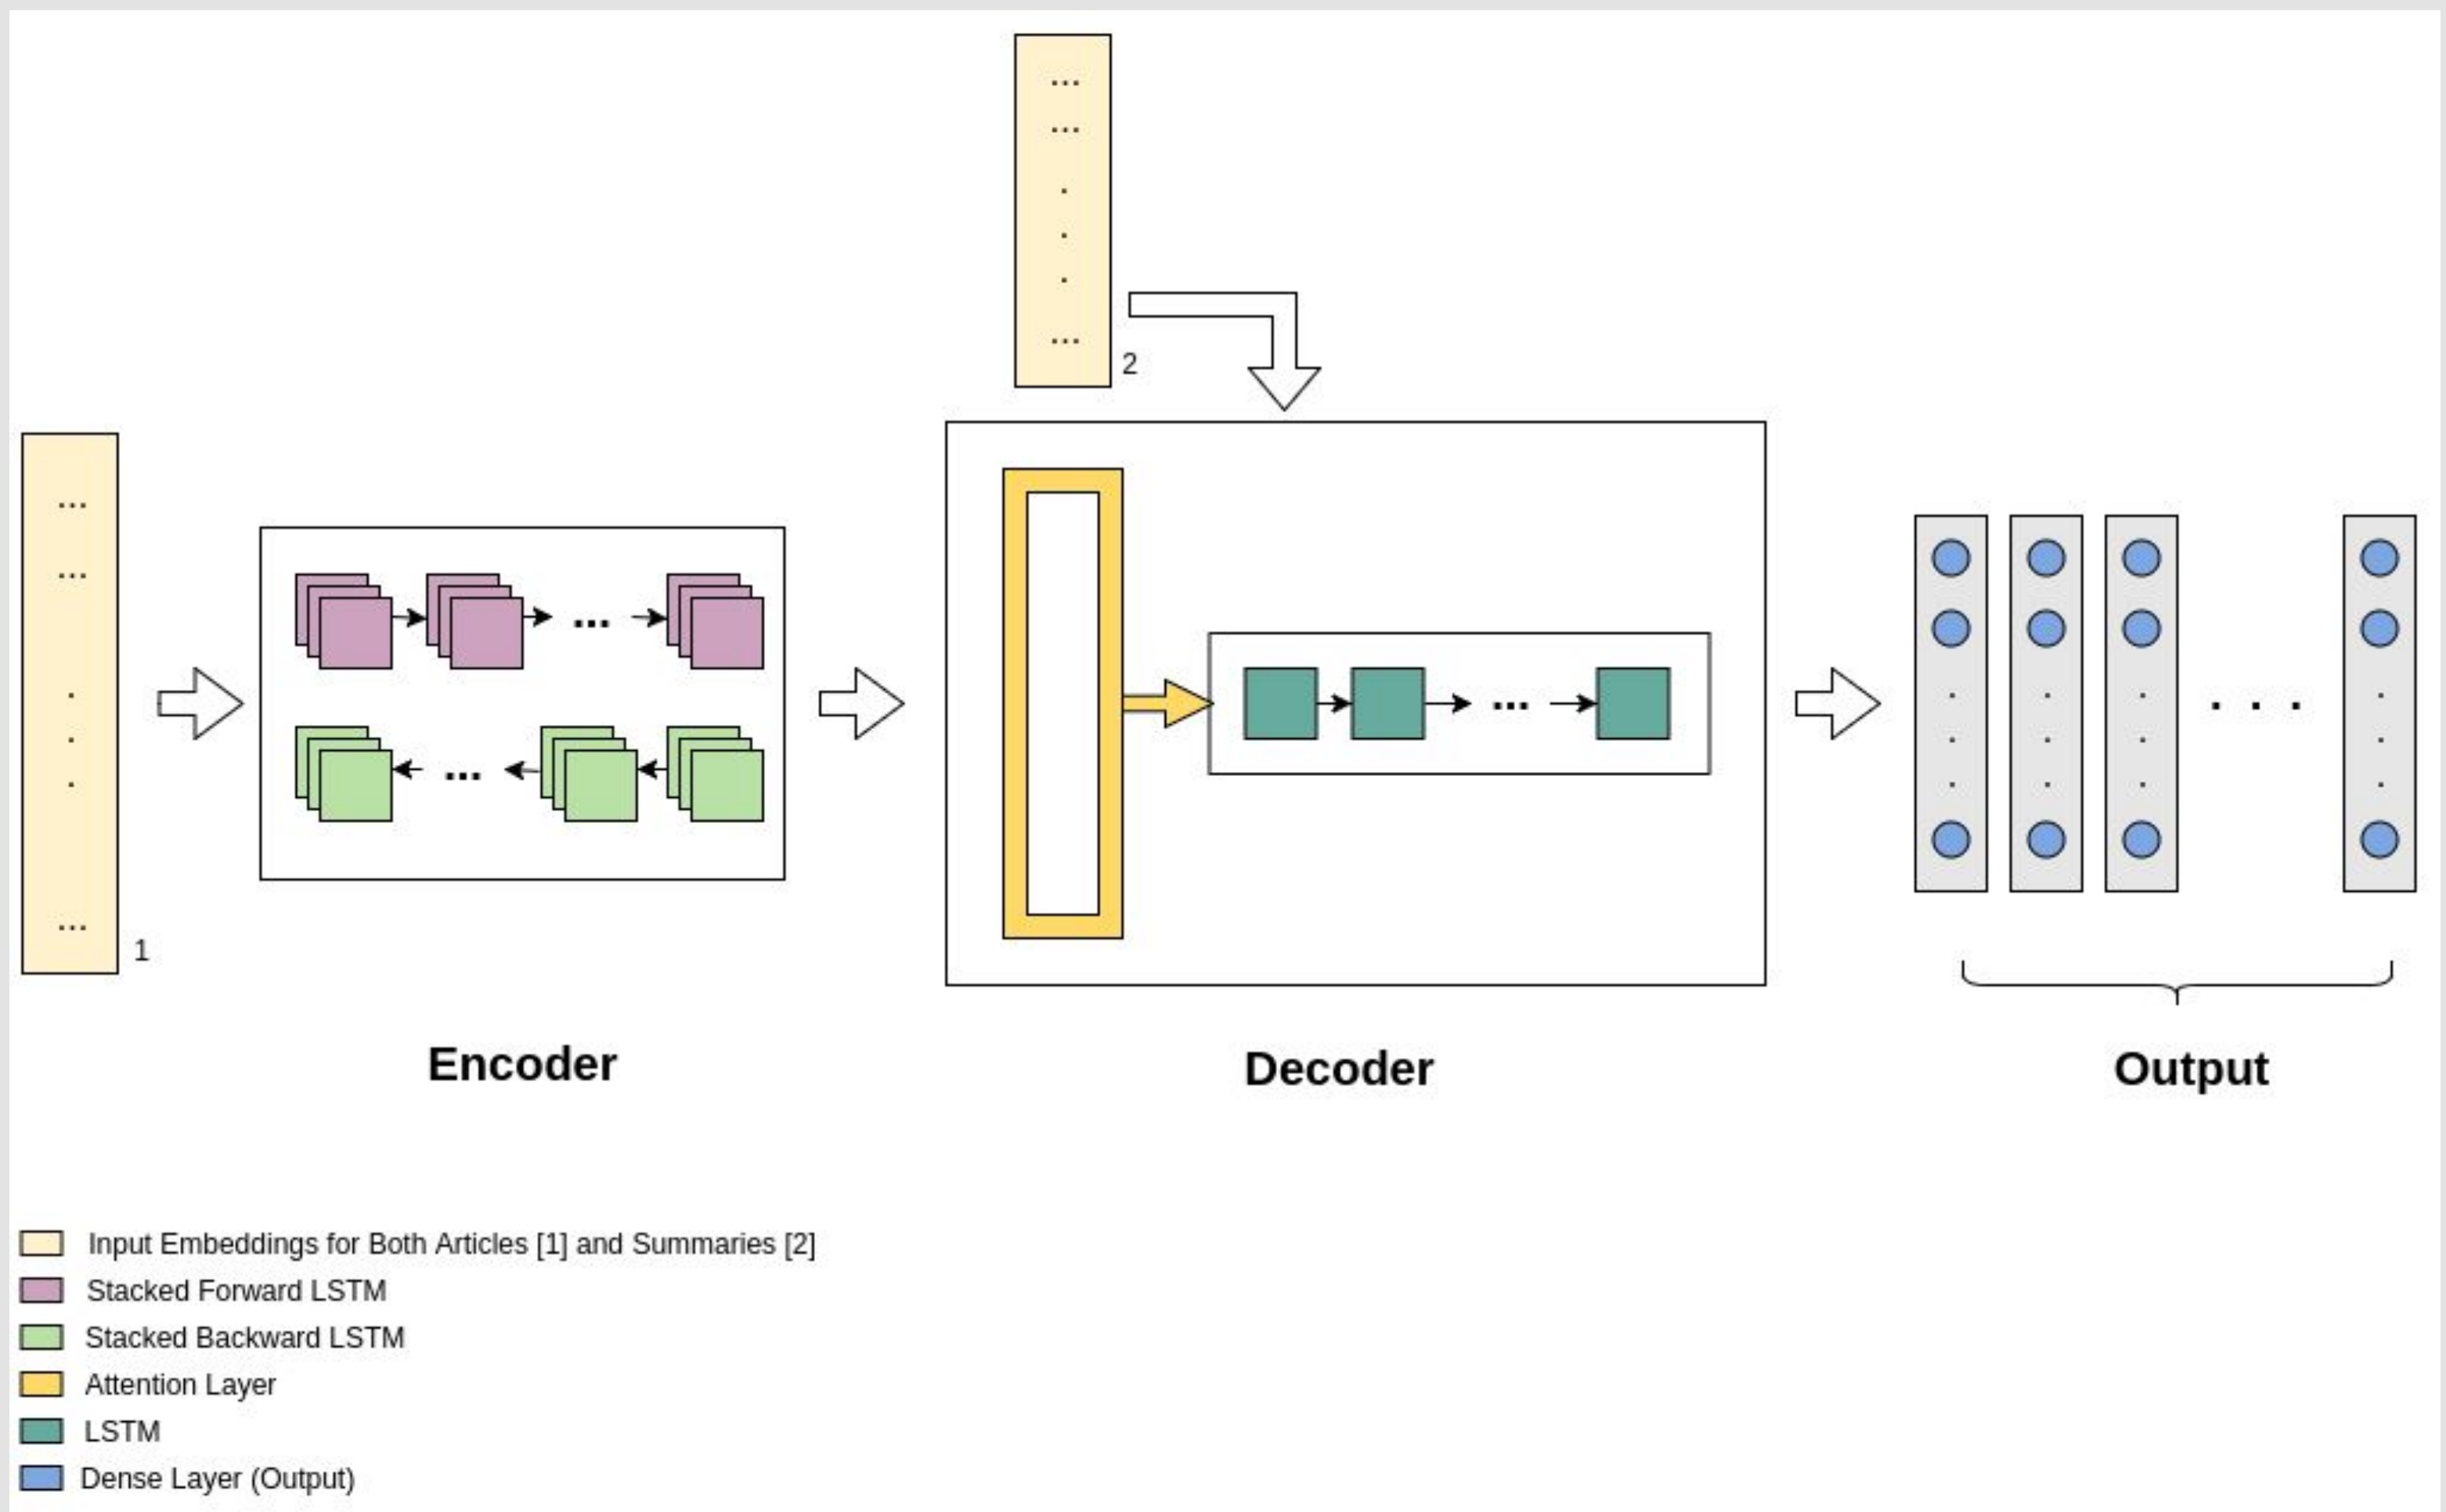 2
1
Encoder
Decoder
Output
Input Embeddings for Both Articles [1] and Summaries [2]
Stacked Forward LSTM
Stacked Backward LSTM
Attention Layer
LSTM
Dense Layer (Output)